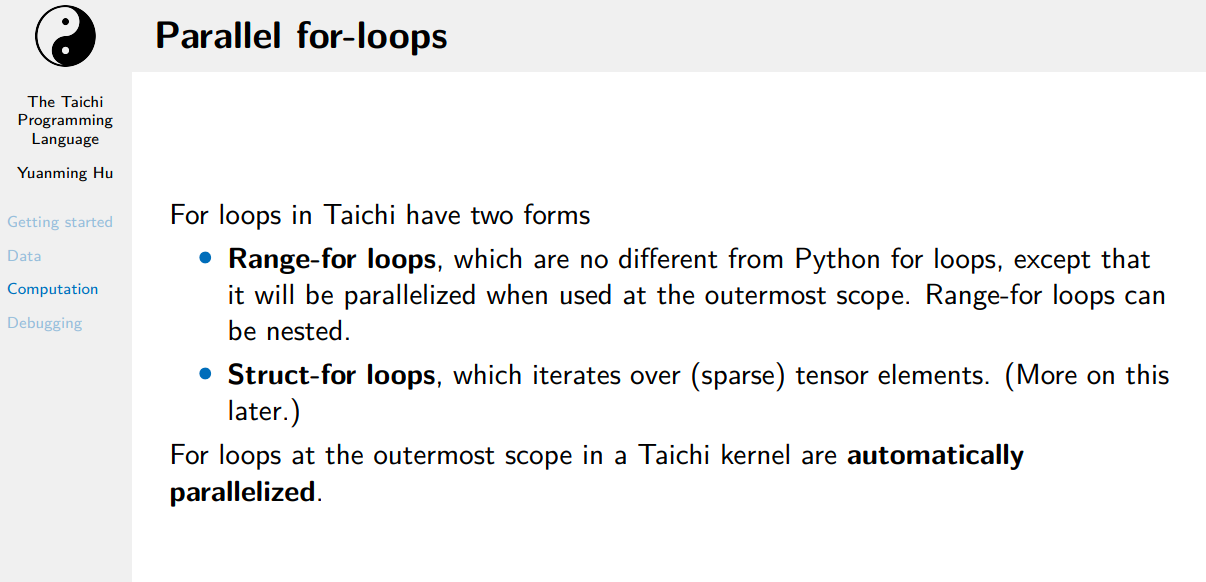 Parallel for-loops
The Taichi
Programming
Language
Yuanming Hu
Getting started
Data
Computation
Debugging
For loops in Taichi have two forms
• Range-for loops, which are no different from Python for loops, except that
it will be parallelized when used at the outermost scope. Range-for loops can
be nested.
• Struct-for loops, which iterates over (sparse) tensor elements. (More on this
later.)
For loops at the outermost scope in a Taichi kernel are automatically
parallelized.